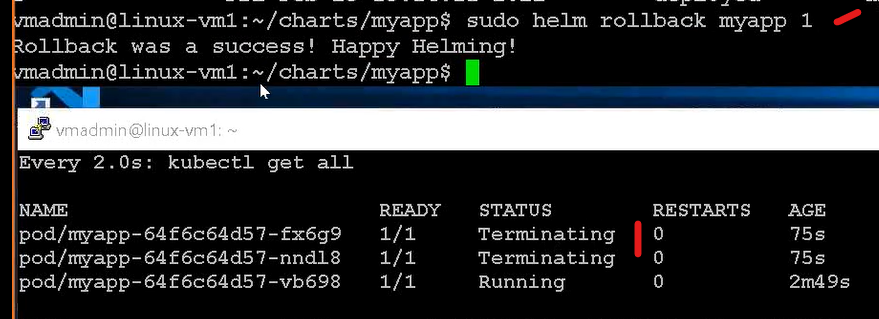 vmadmin@linux-vm1:~/charts/myapp$ sudo helm rollback myapp 1
Rollback was a success! Happy Helming!
vmadmin@linux-vm1:~/charts/myapp$
vmadmin@linux-vm1: ~
Every 2.0s: kubectl get all
NAME READY STATUS RESTARTS AGE
pod/myapp-64f6c64d57-fx6g9 1/1 Terminating 0 75s
pod/myapp-64f6c64d57-nndl8 1/1 Terminating 0 75s
pod/myapp-64f6c64d57-vb698 1/1 Running 0 2m49s